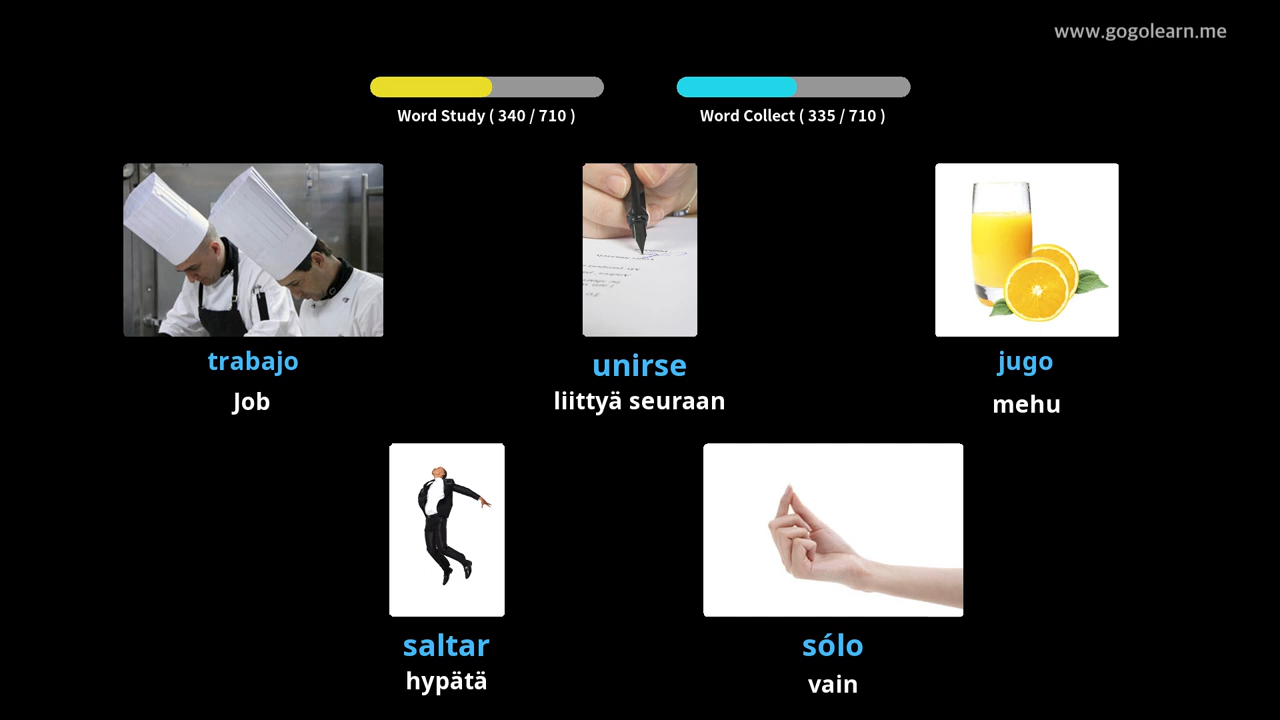 www.gogolearn.me
Word Study ( 340 / 710 )
Word Collect ( 335 / 710 )
trabajo
Job
unirse
liittyä seuraan
jugo
mehu
saltar
hypätä
sólo
vain